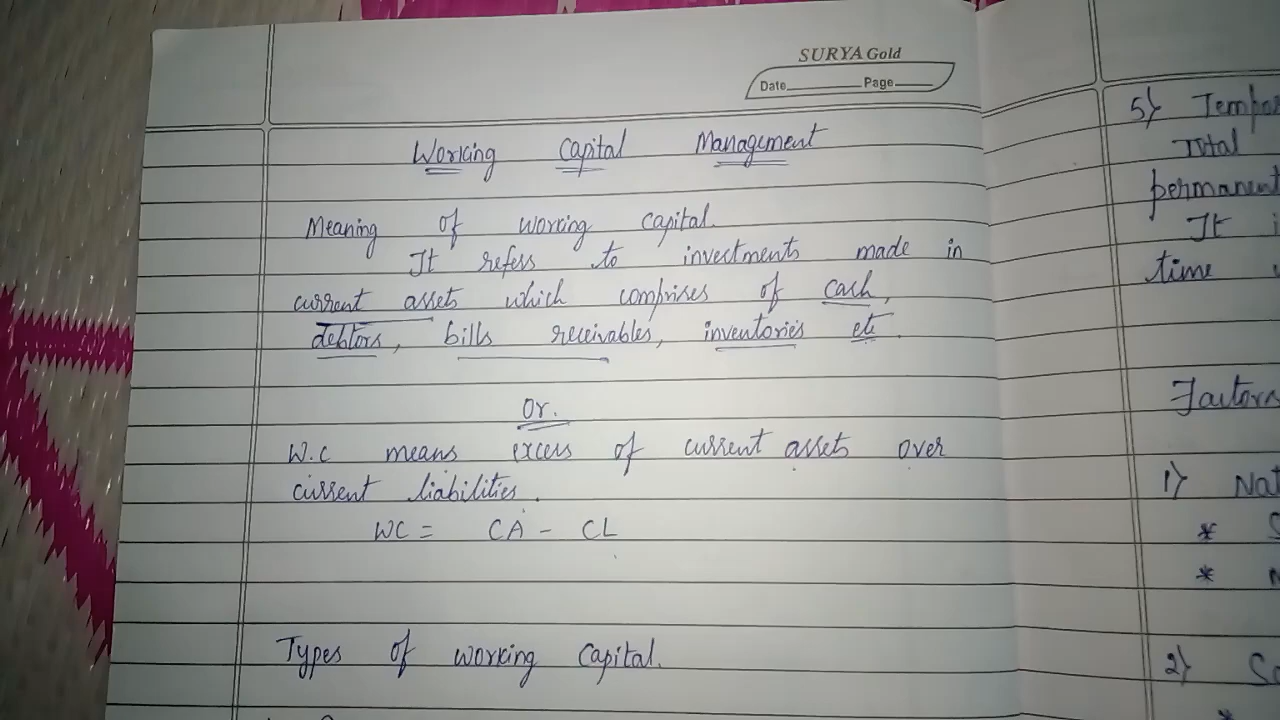 SURYA Gold
Date Page
Working Capital Management
Meaning of working capital.
It refers to investments made in
current assets which comprises of cash,
debtors, bills receivables, inventories etc.
Or.
W.C means excess of current assets over
current liabilities.
WC = CA - CL
Types of working capital.
5)
Total
permanent
It
time
Factors
1)
*
*
2)
*